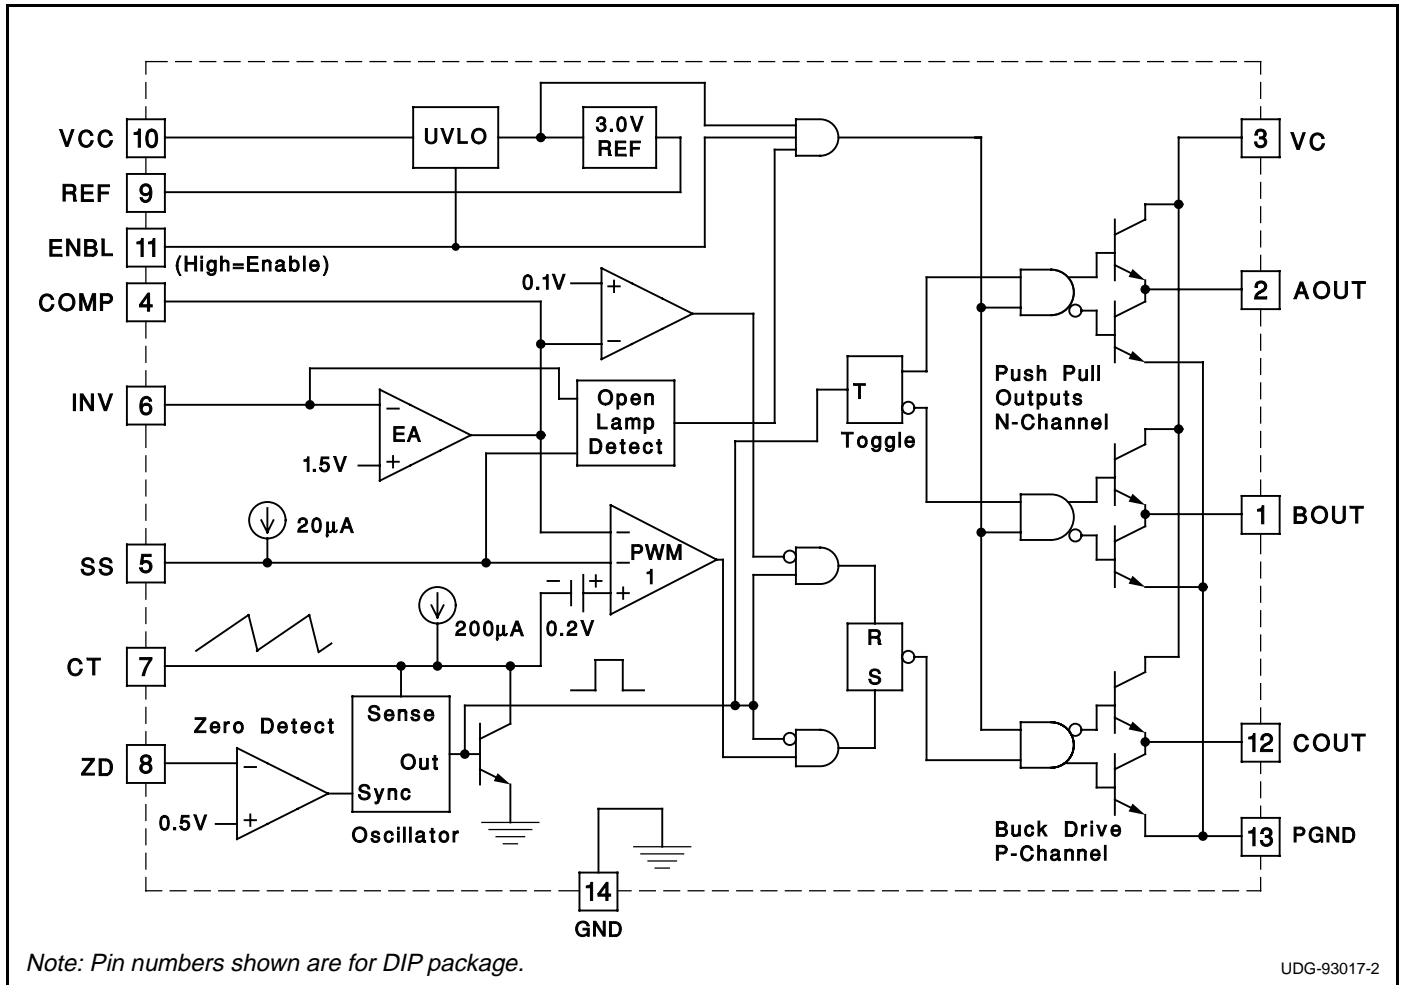 VCC
10
UVLO
3.0V
REF
3
VC
REF
9
ENBL
11
(High=Enable)
COMP
4
0.1V
+
−
2
AOUT
INV
6
−
EA
+
1.5V
Open
Lamp
Detect
T
Toggle
Push Pull
Outputs
N-Channel
20µA
SS
5
−
−
+
PWM
1
− +
0.2V
1
BOUT
200µA
CT
7
R
S
Zero Detect
Sense
Out
Sync
Oscillator
ZD
8
−
+
0.5V
12
COUT
Buck Drive
P-Channel
13
PGND
14
GND
Note: Pin numbers shown are for DIP package.
UDG-93017-2